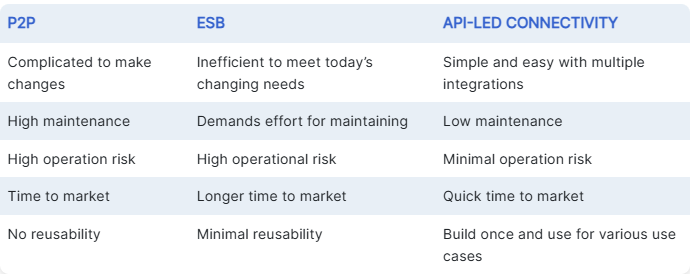 P2P ESB API-LED CONNECTIVITY
Complicated to make Inefficient to meet today's Simple and easy with multiple
changes changing needs integrations
High maintenance Demands effort for maintaining Low maintenance
High operation risk High operational risk Minimal operation risk
Time to market Longer time to market Quick time to market
No reusability Minimal reusability Build once and use for various use
cases